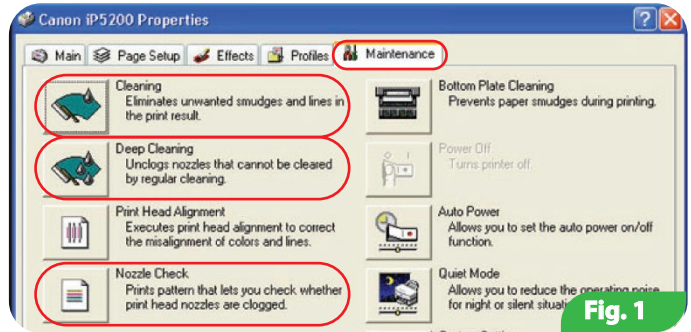 Canon iP5200 Properties
Main Page Setup Effects Profiles Maintenance
Cleaning
Eliminates unwanted smudges and lines in
the print result.
Deep Cleaning
Unclogs nozzles that cannot be cleared
by regular cleaning.
Print Head Alignment
Executes print head alignment to correct
the misalignment of colors and lines.
Nozzle Check
Prints pattern that lets you check whether
print head nozzles are clogged.
Bottom Plate Cleaning
Prevents paper smudges during printing.
Power Off
Turns printer off.
Auto Power
Allows you to set the auto power on/off
function.
Quiet Mode
Allows you to reduce the operating noise
for night or silent
Fig. 1